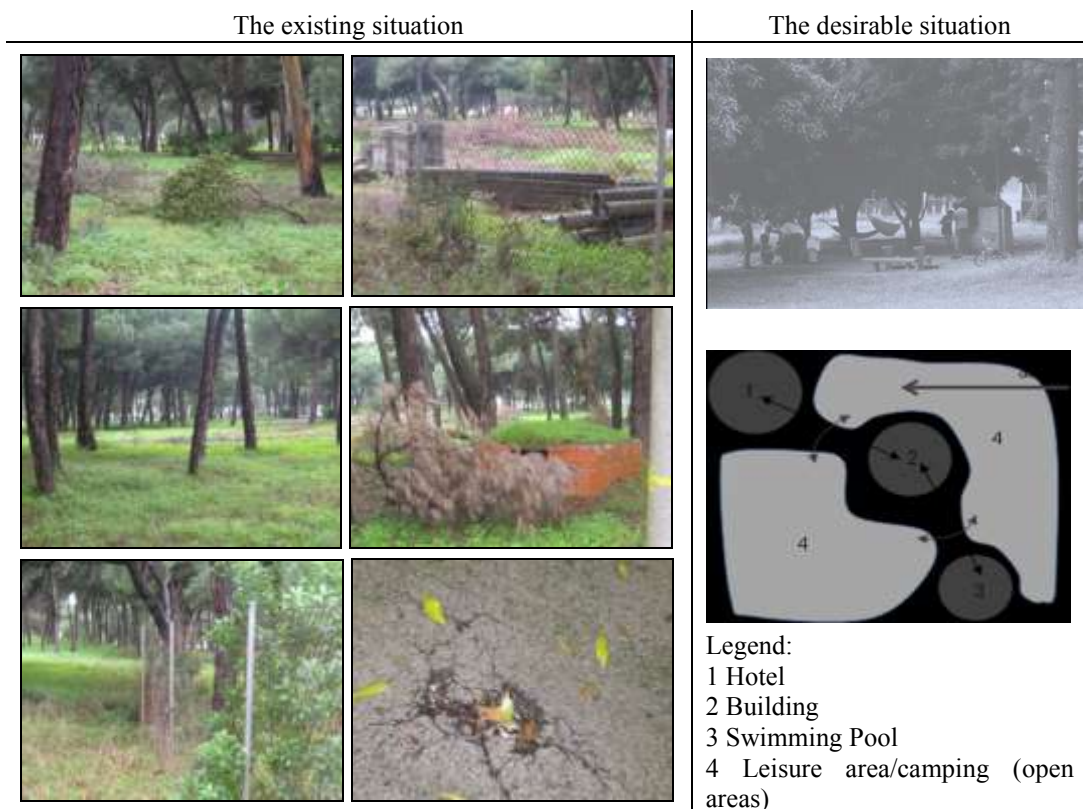 The existing situation
The desirable situation
1
4
2
4
3
Legend:
1 Hotel
2 Building
3 Swimming Pool
4 Leisure area/camping (open
areas)